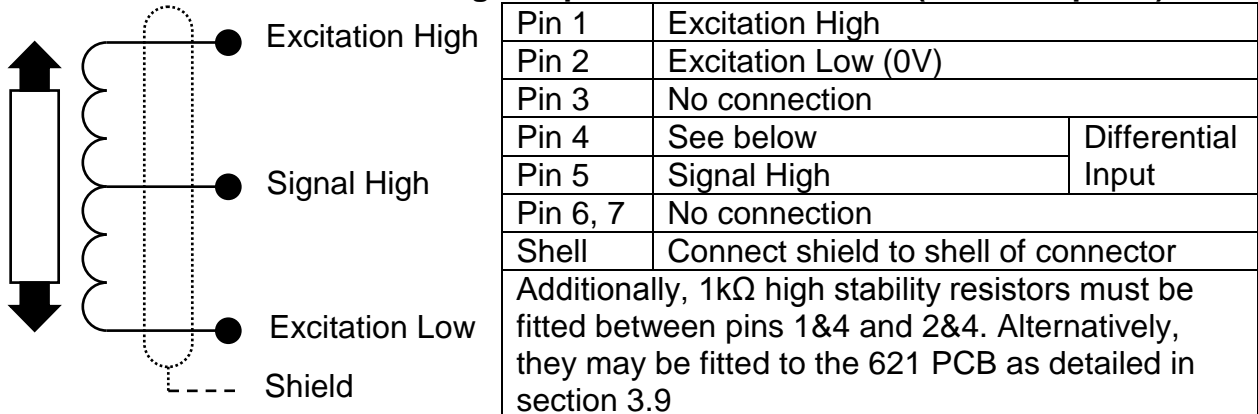 Excitation High
Signal High
Excitation Low
Shield
Pin 1 Excitation High
Pin 2 Excitation Low (0V)
Pin 3 No connection
Pin 4 See below Differential
Pin 5 Signal High Input
Pin 6, 7 No connection
Shell Connect shield to shell of connector
Additionally, 1kΩ high stability resistors must be
fitted between pins 1&4 and 2&4. Alternatively,
they may be fitted to the 621 PCB as detailed in
section 3.9